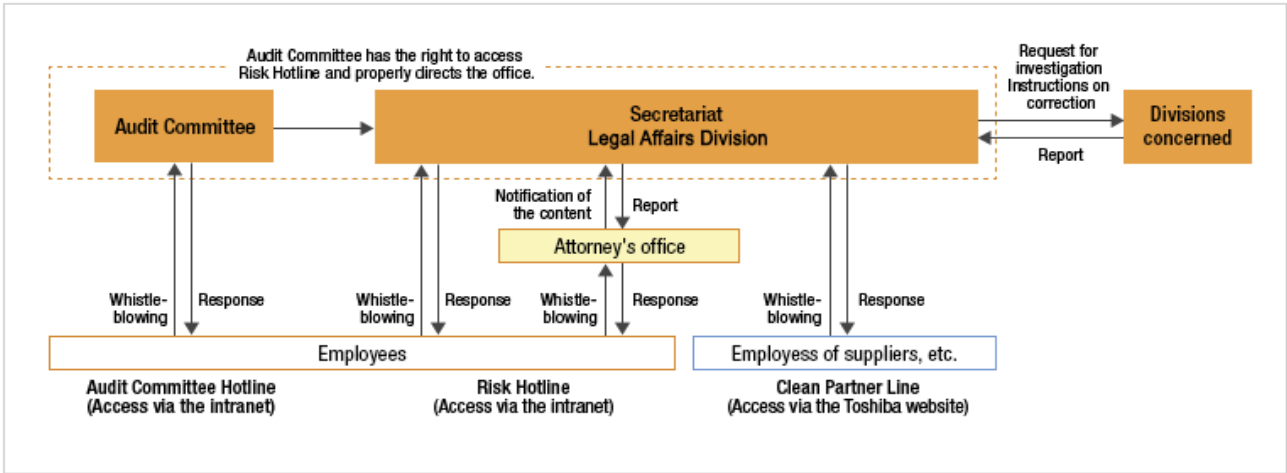 Audit Committee has the right to access
Risk Hotline and properly directs the office.
Request for
investigation
Instructions on
correction
Audit Committee
Secretariat
Legal Affairs Division
Divisions
concerned
Report
Notification of
the content
Report
Attorney's office
Whistle-
blowing
Response
Whistle-
blowing
Response
Whistle-
blowing
Response
Whistle-
blowing
Response
Employees
Employess of suppliers, etc.
Audit Committee Hotline
(Access via the intranet)
Risk Hotline
(Access via the intranet)
Clean Partner Line
(Access via the Toshiba website)